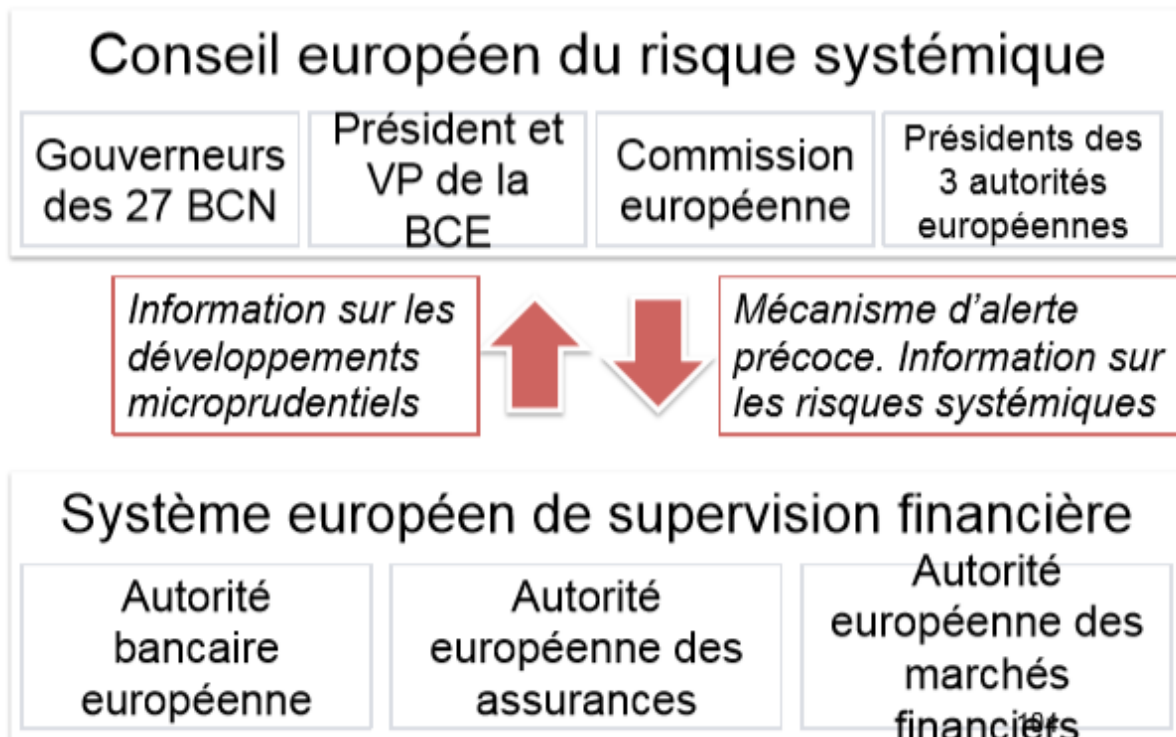 Conseil européen du risque systémique
Gouverneurs
des 27 BCN
Président et
VP de la
BCE
Commission
européenne
Présidents des
3 autorités
européennes
Information sur les
développements
microprudentiels
Mécanisme d'alerte
précoce. Information sur
les risques systémiques
Système européen de supervision financière
Autorité
bancaire
européenne
Autorité
européenne des
assurances
Autorité
européenne des
marchés
financiers